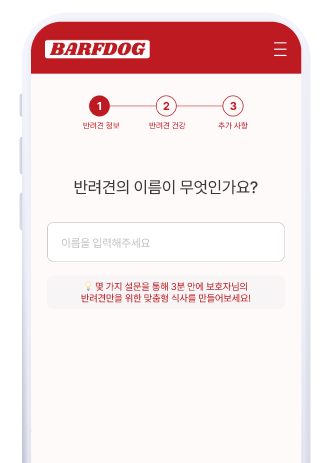 BARFDOG
1 2 3
반려견 정보 반려견 건강 추가 사항
반려견의 이름이 무엇인가요?
이름을 입력해주세요
💡 몇 가지 설문을 통해 3분 안에 보호자님의
반려견만을 위한 맞춤형 식사를 만들어보세요!